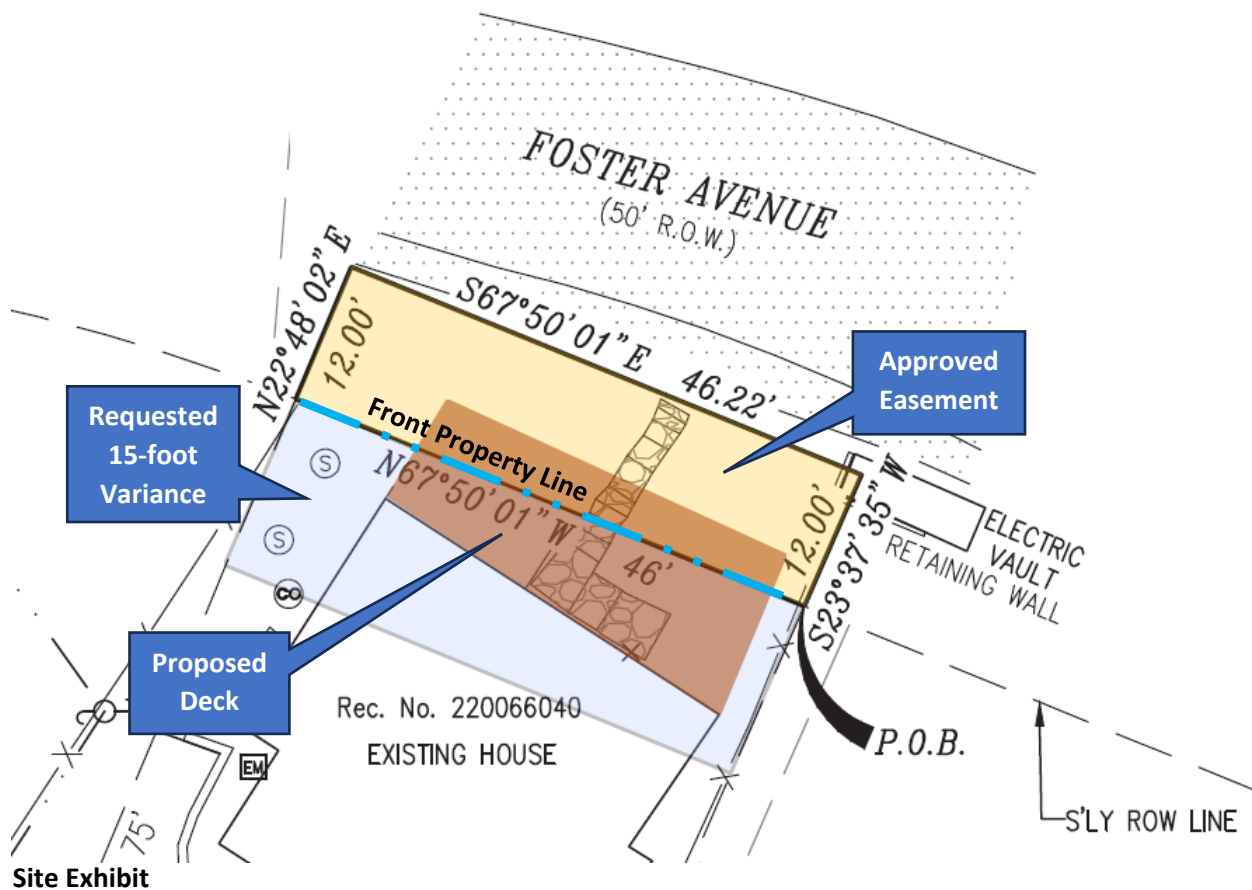 FOSTER AVENUE
(50' R.O.W.)
N22°48'02"E
12.00'
S67°50'01"E 46.22'
Approved
Easement
Requested
15-foot
Variance
Front Property Line
N67°50'01"W
46'
12.00'
S23°37'35"W
ELECTRIC
VAULT
RETAINING WALL
S
S
CO
Proposed
Deck
Rec. No. 220066040
EXISTING HOUSE
P.O.B.
EM
75'
S'LY ROW LINE
Site Exhibit